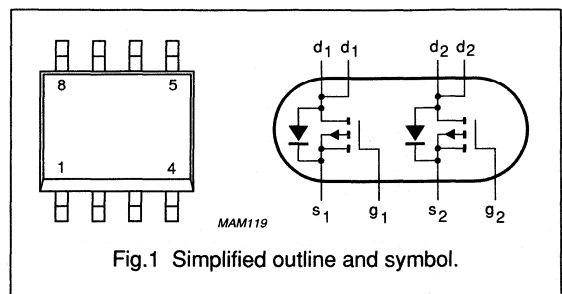 d1 d1 d2 d2
8 5
1 4
s1 g1 s2 g2
MAM119
Fig.1 Simplified outline and symbol.